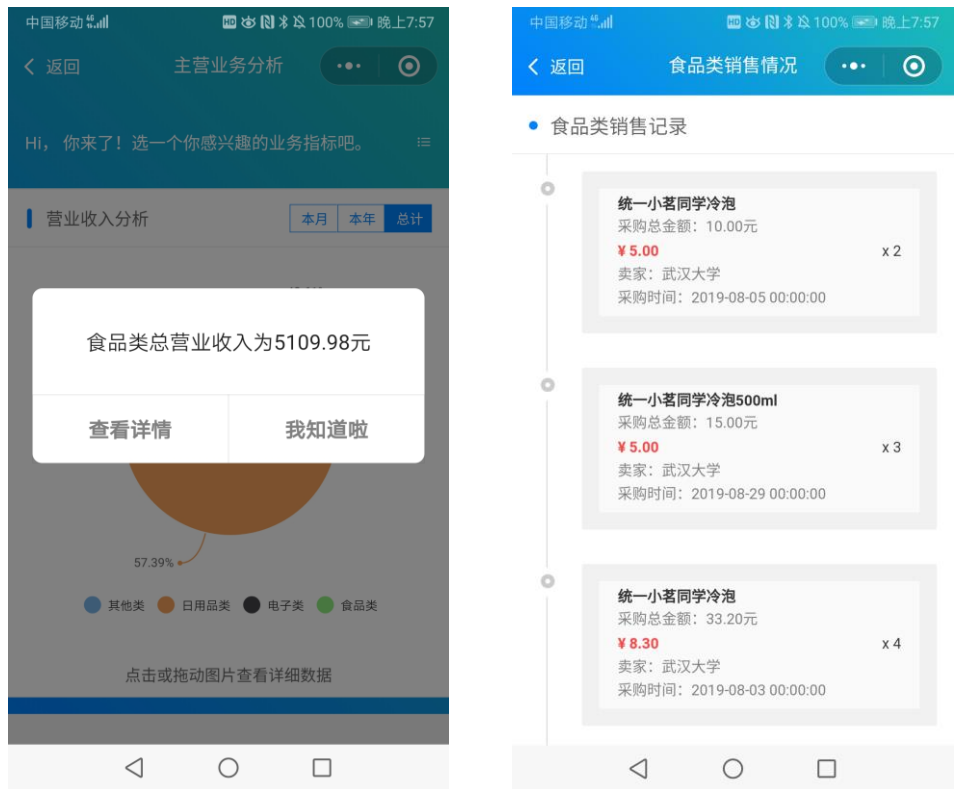 中国移动
100%
晚上7:57
返回
主营业务分析
Hi, 你来了！选一个你感兴趣的业务指标吧。
营业收入分析
本月
本年
总计
食品类总营业收入为5109.98元
查看详情
我知道啦
57.39%
其他类
日用品类
电子类
食品类
点击或拖动图片查看详细数据
中国移动
100%
晚上7:57
返回
食品类销售情况
食品类销售记录
统一小茗同学冷泡
采购总金额：10.00元
¥ 5.00 x 2
卖家：武汉大学
采购时间：2019-08-05 00:00:00
统一小茗同学冷泡500ml
采购总金额：15.00元
¥ 5.00 x 3
卖家：武汉大学
采购时间：2019-08-29 00:00:00
统一小茗同学冷泡
采购总金额：33.20元
¥ 8.30 x 4
卖家：武汉大学
采购时间：2019-08-03 00:00:00